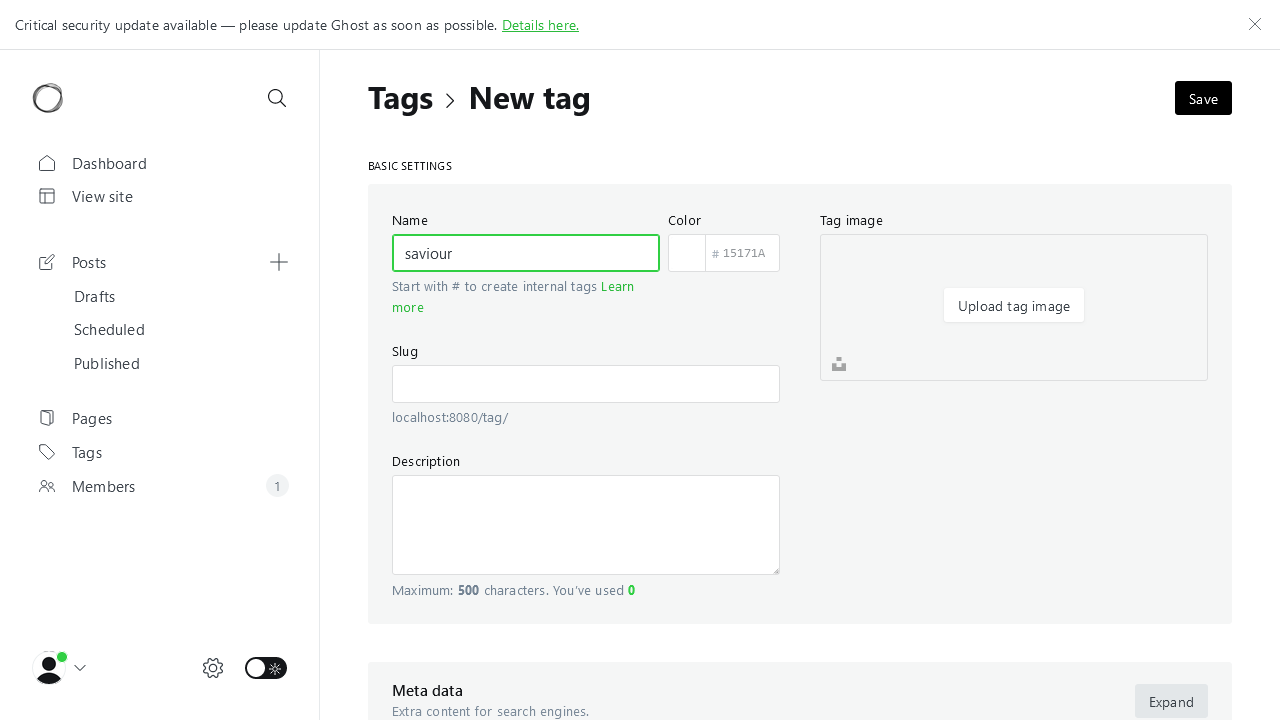 Critical security update available — please update Ghost as soon as possible. Details here.
Tags > New tag
Save
Dashboard
View site
Posts
Drafts
Scheduled
Published
Pages
Tags
Members
1
BASIC SETTINGS
Name
saviour
Start with # to create internal tags Learn
more
Color
# 15171A
Slug
localhost:8080/tag/
Description
Maximum: 500 characters. You've used 0
Tag image
Upload tag image
Meta data
Extra content for search engines.
Expand